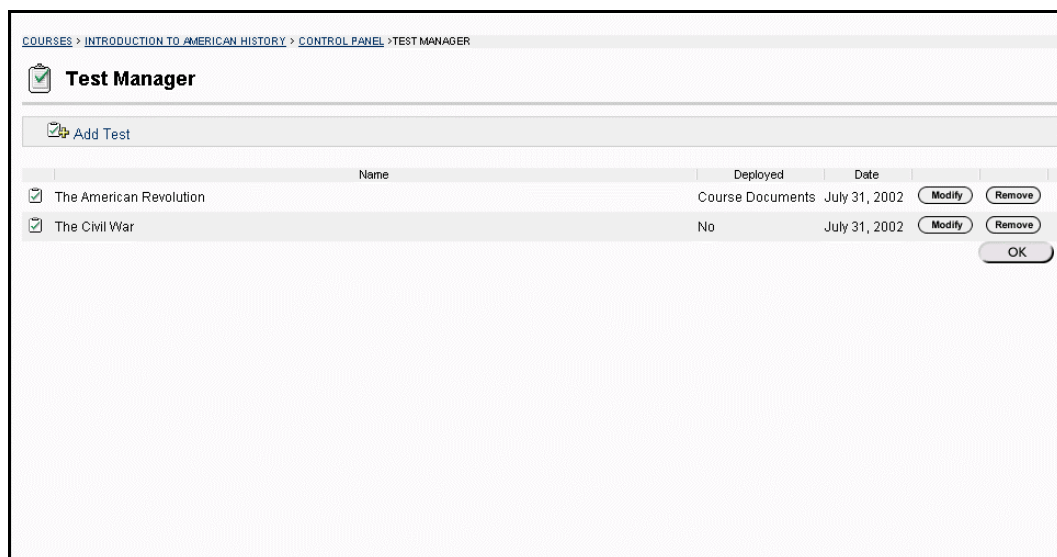 COURSES > INTRODUCTION TO AMERICAN HISTORY > CONTROL PANEL >TEST MANAGER
Test Manager
Add Test
Name Deployed Date
The American Revolution Course Documents July 31, 2002 Modify Remove
The Civil War No July 31, 2002 Modify Remove
OK